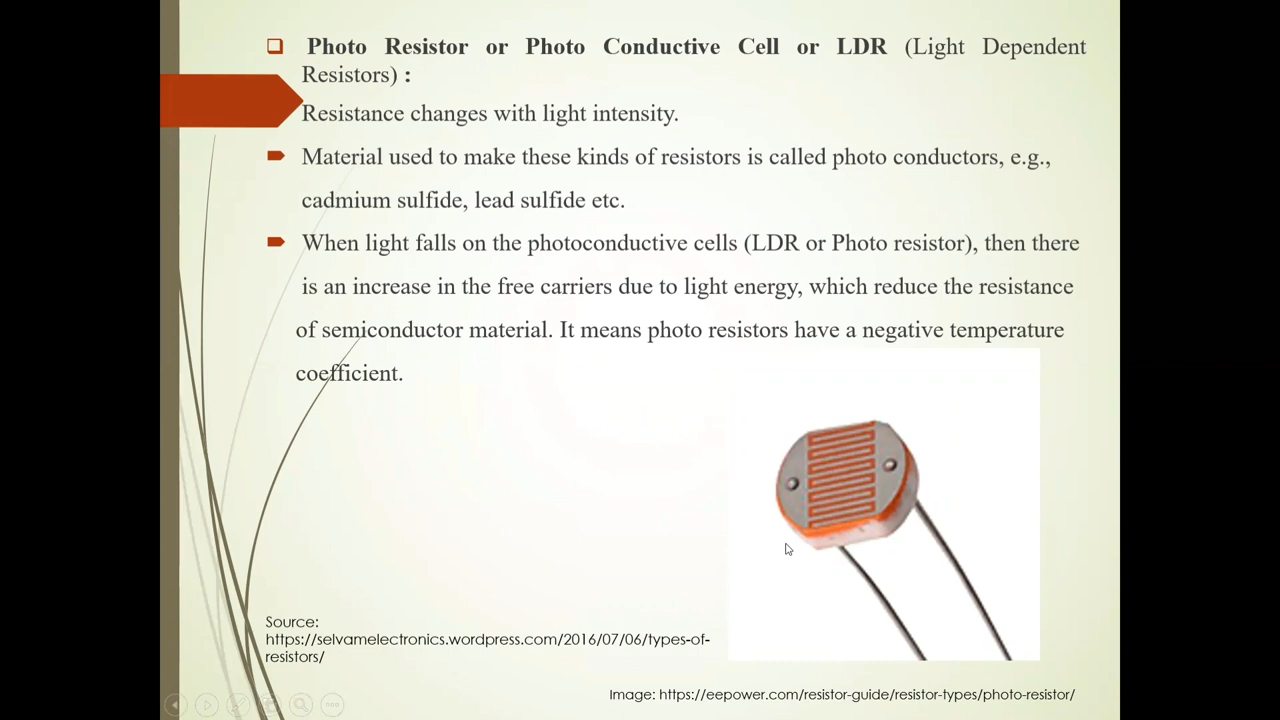 Photo Resistor or Photo Conductive Cell or LDR (Light Dependent
Resistors) :
Resistance changes with light intensity.
Material used to make these kinds of resistors is called photo conductors, e.g.,
cadmium sulfide, lead sulfide etc.
When light falls on the photoconductive cells (LDR or Photo resistor), then there
is an increase in the free carriers due to light energy, which reduce the resistance
of semiconductor material. It means photo resistors have a negative temperature
coefficient.
Source:
https://selvamelectronics.wordpress.com/2016/07/06/types-of-
resistors/
Image: https://eepower.com/resistor-guide/resistor-types/photo-resistor/